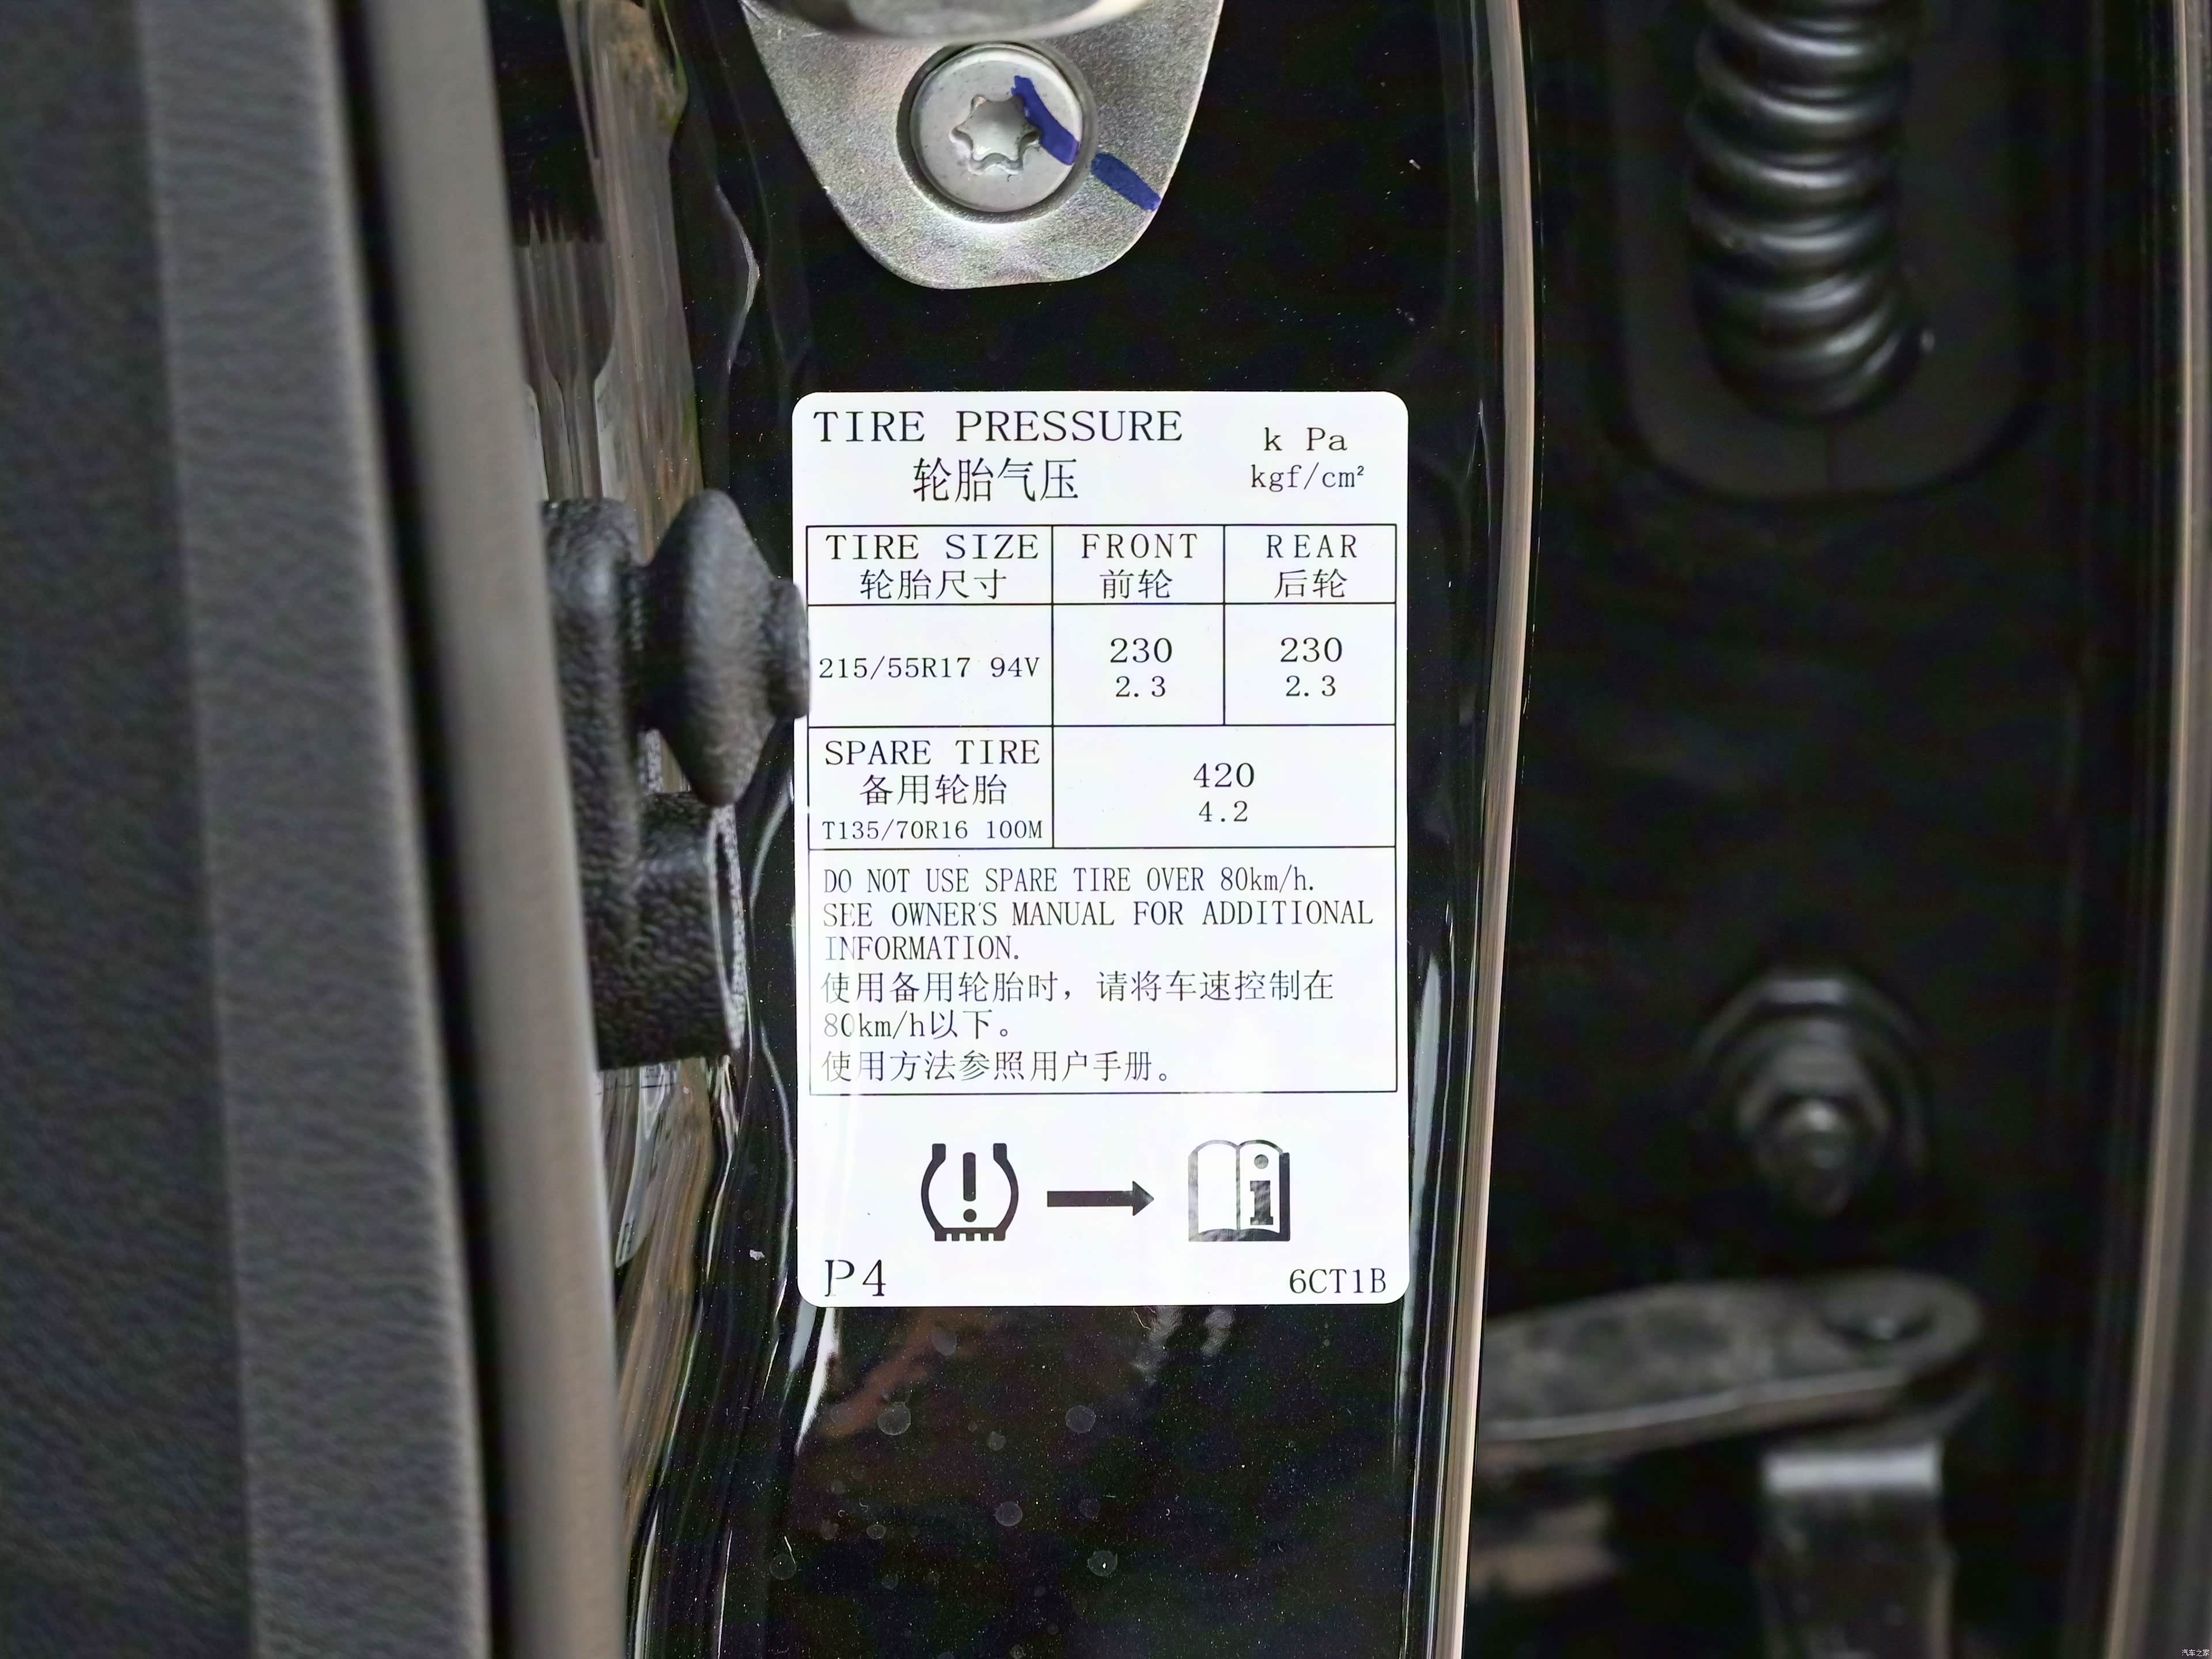 TIRE PRESSURE
轮胎气压
k Pa
kgf/cm²
TIRE SIZE
轮胎尺寸
FRONT
前轮
REAR
后轮
215/55R17 94V
230
2.3
230
2.3
SPARE TIRE
备用轮胎
T135/70R16 100M
420
4.2
DO NOT USE SPARE TIRE OVER 80km/h.
SEE OWNER'S MANUAL FOR ADDITIONAL
INFORMATION.
使用备用轮胎时，请将车速控制在
80km/h以下。
使用方法参照用户手册。
P4
6CT1B
汽车之家